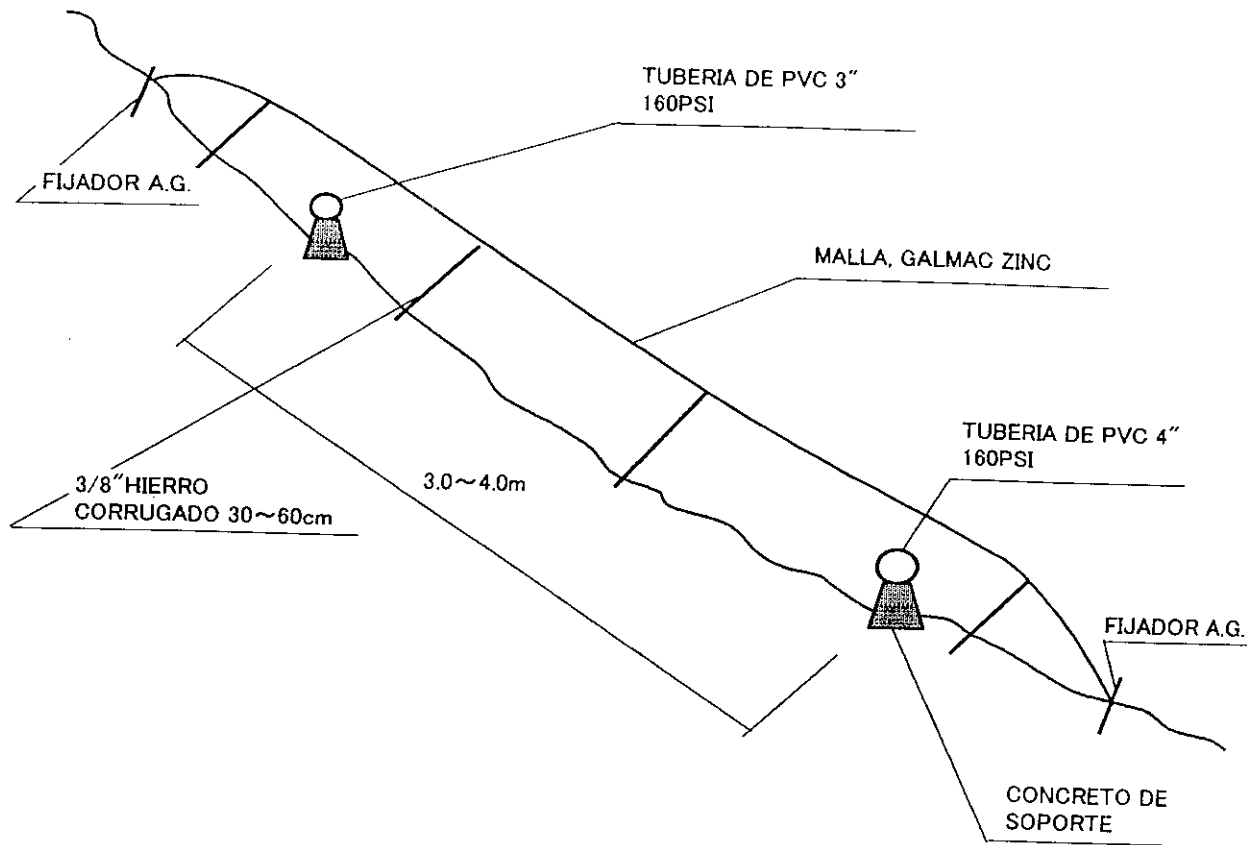 TUBERIA DE PVC 3"
160PSI
FIJADOR A.G.
MALLA, GALMAC ZINC
TUBERIA DE PVC 4"
160PSI
3/8"HIERRO
CORRUGADO 30～60cm
3.0～4.0m
FIJADOR A.G.
CONCRETO DE
SOPORTE